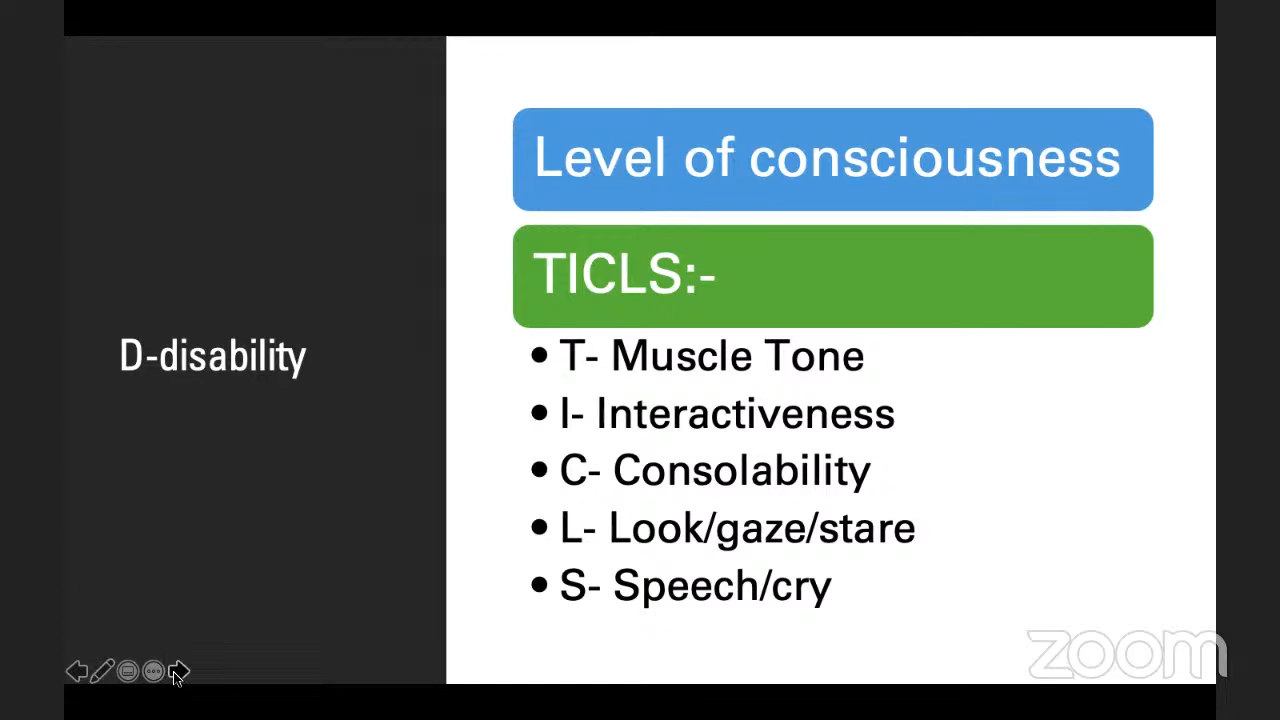 D-disability
Level of consciousness
TICLS:-
• T- Muscle Tone
• I- Interactiveness
• C- Consolability
• L- Look/gaze/stare
• S- Speech/cry
zoom